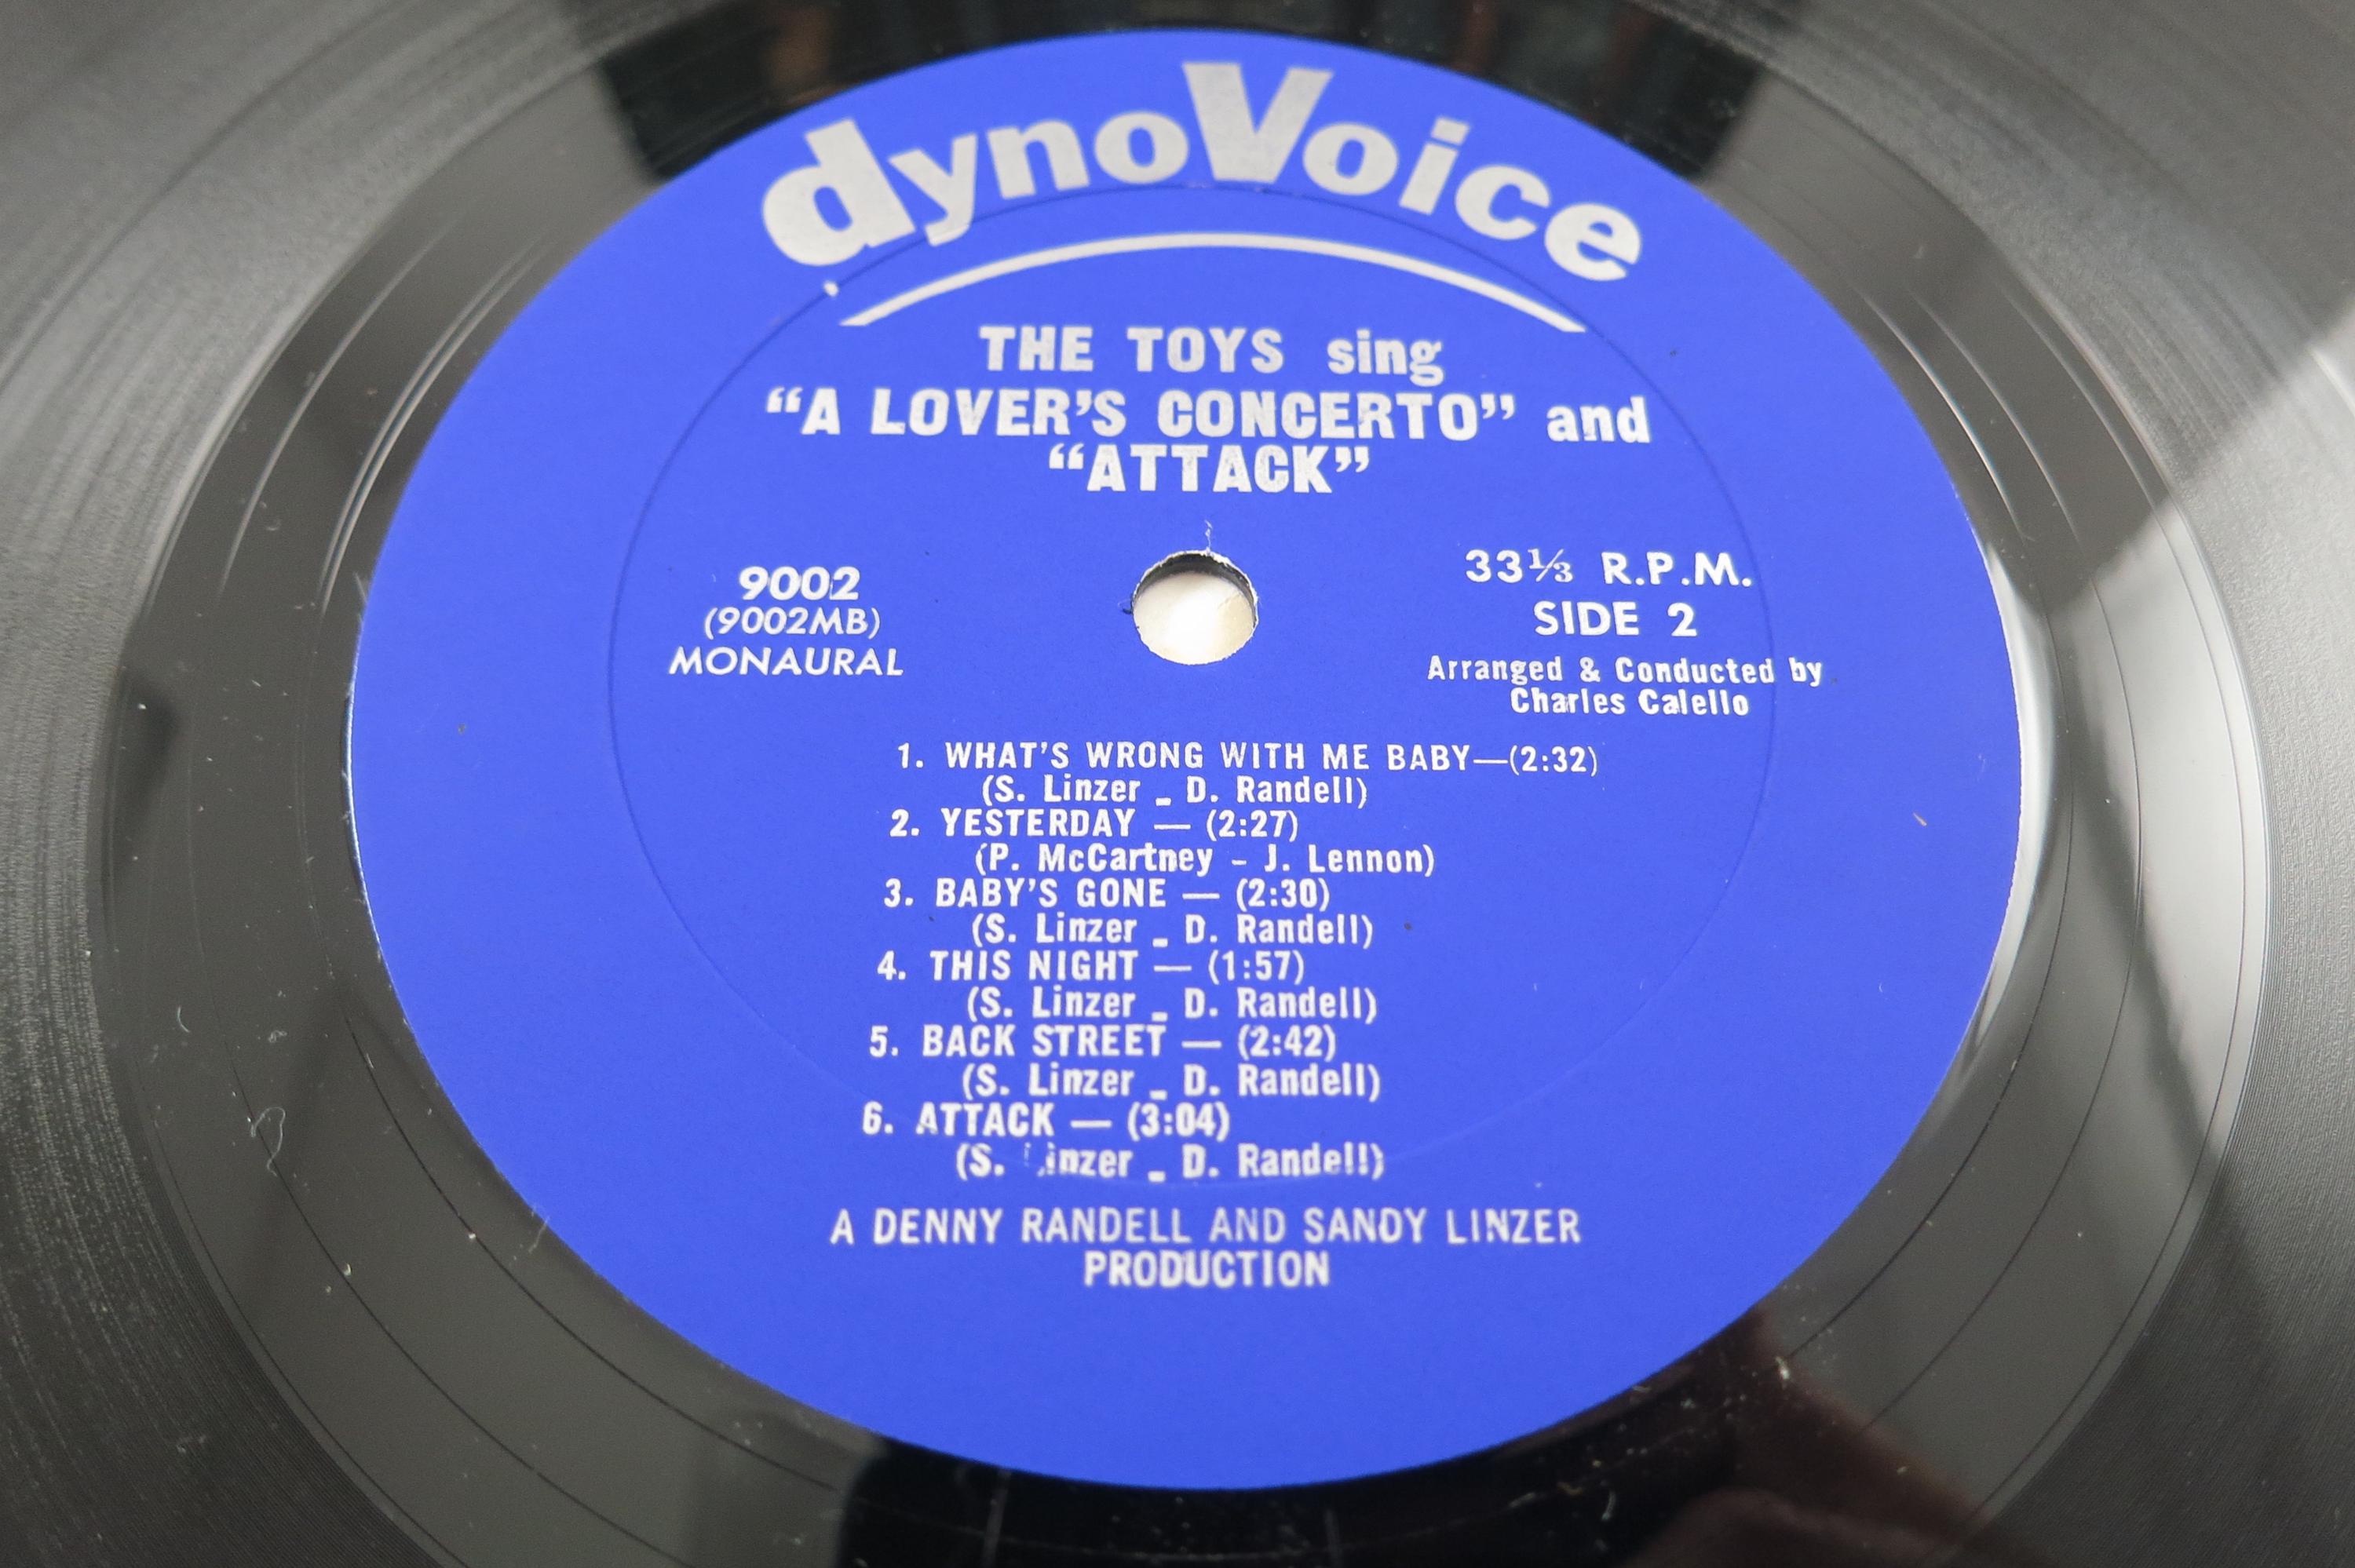 dynoVoice
THE TOYS sing
“A LOVER’S CONCERTO” and
“ATTACK”
9002
(9002MB)
MONAURAL
33⅓ R.P.M.
SIDE 2
Arranged & Conducted by
Charles Calello
1. WHAT’S WRONG WITH ME BABY—(2:32)
(S. Linzer - D. Randell)
2. YESTERDAY — (2:27)
(P. McCartney - J. Lennon)
3. BABY’S GONE — (2:30)
(S. Linzer - D. Randell)
4. THIS NIGHT — (1:57)
(S. Linzer - D. Randell)
5. BACK STREET — (2:42)
(S. Linzer - D. Randell)
6. ATTACK — (3:04)
(S. Linzer - D. Randell)
A DENNY RANDELL AND SANDY LINZER
PRODUCTION